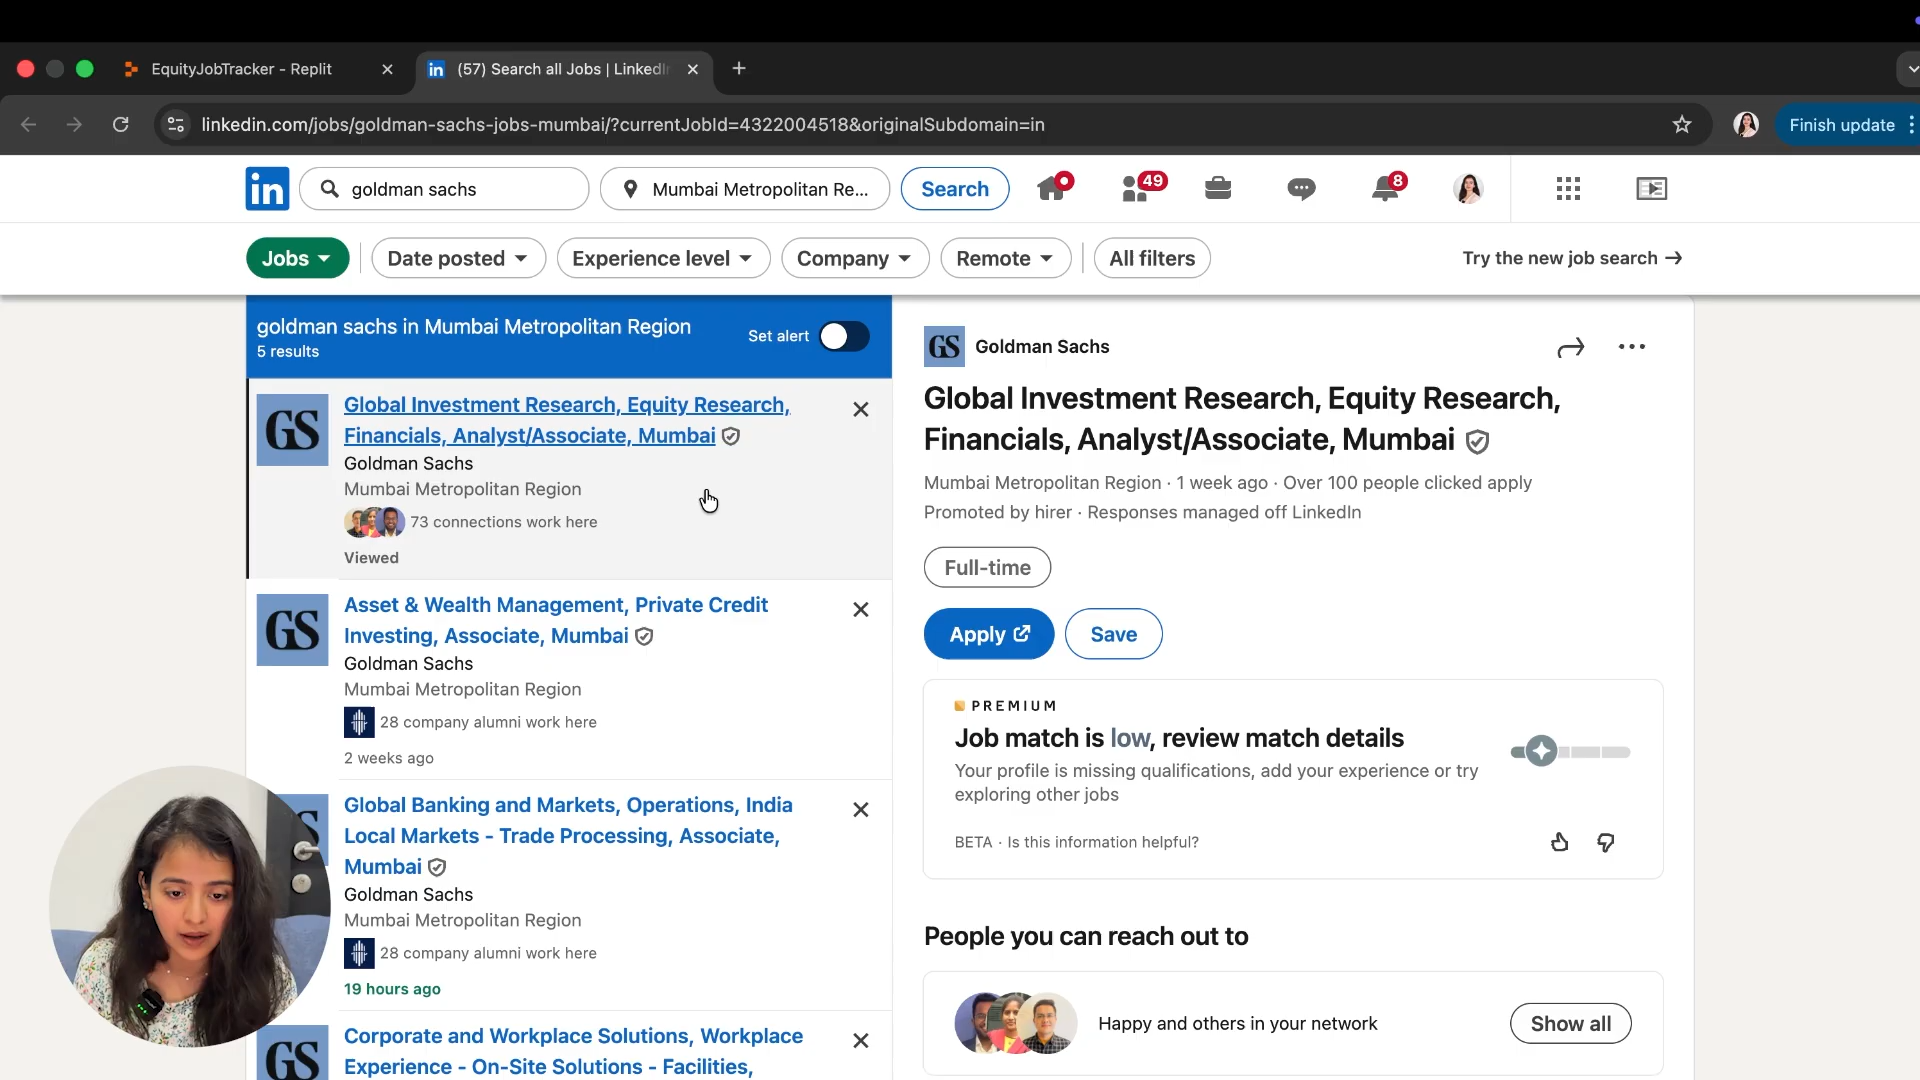 EquityJobTracker - Replit
(57) Search all Jobs | LinkedIn
linkedin.com/jobs/goldman-sachs-jobs-mumbai/?currentJobId=4322004518&originalSubdomain=in
Finish update
in
goldman sachs
Mumbai Metropolitan Re...
Search
49
8
Jobs
Date posted
Experience level
Company
Remote
All filters
Try the new job search →
goldman sachs in Mumbai Metropolitan Region
5 results
Set alert
GS
Global Investment Research, Equity Research,
Financials, Analyst/Associate, Mumbai
Goldman Sachs
Mumbai Metropolitan Region
73 connections work here
Viewed
GS
Asset & Wealth Management, Private Credit
Investing, Associate, Mumbai
Goldman Sachs
Mumbai Metropolitan Region
28 company alumni work here
2 weeks ago
Global Banking and Markets, Operations, India
Local Markets - Trade Processing, Associate,
Mumbai
Goldman Sachs
Mumbai Metropolitan Region
28 company alumni work here
19 hours ago
GS
Corporate and Workplace Solutions, Workplace
Experience - On-Site Solutions - Facilities,
GS
Goldman Sachs
Global Investment Research, Equity Research,
Financials, Analyst/Associate, Mumbai
Mumbai Metropolitan Region · 1 week ago · Over 100 people clicked apply
Promoted by hirer · Responses managed off LinkedIn
Full-time
Apply
Save
PREMIUM
Job match is low, review match details
Your profile is missing qualifications, add your experience or try
exploring other jobs
BETA · Is this information helpful?
People you can reach out to
Happy and others in your network
Show all